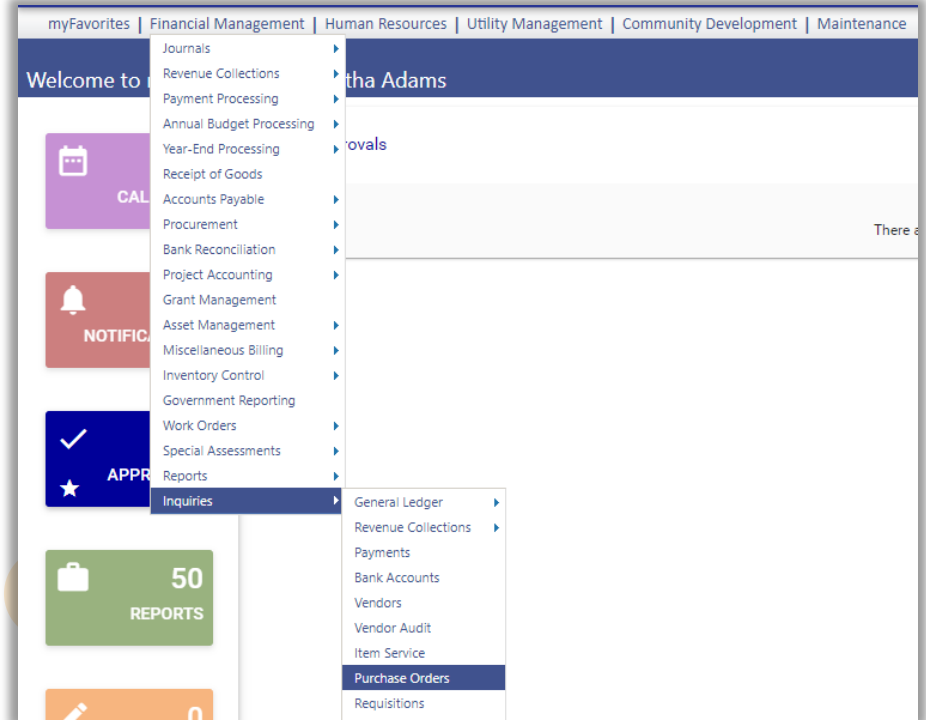 myFavorites | Financial Management | Human Resources | Utility Management | Community Development | Maintenance
Welcome to
tha Adams
Journals
Revenue Collections
Payment Processing
Annual Budget Processing
Year-End Processing
Receipt of Goods
Accounts Payable
Procurement
Bank Reconciliation
Project Accounting
Grant Management
Asset Management
Miscellaneous Billing
Inventory Control
Government Reporting
Work Orders
Special Assessments
Reports
Inquiries
General Ledger
Revenue Collections
Payments
Bank Accounts
Vendors
Vendor Audit
Item Service
Purchase Orders
Requisitions
rovals
There a
CAL
NOTIFIC
APPR
50
REPORTS
0